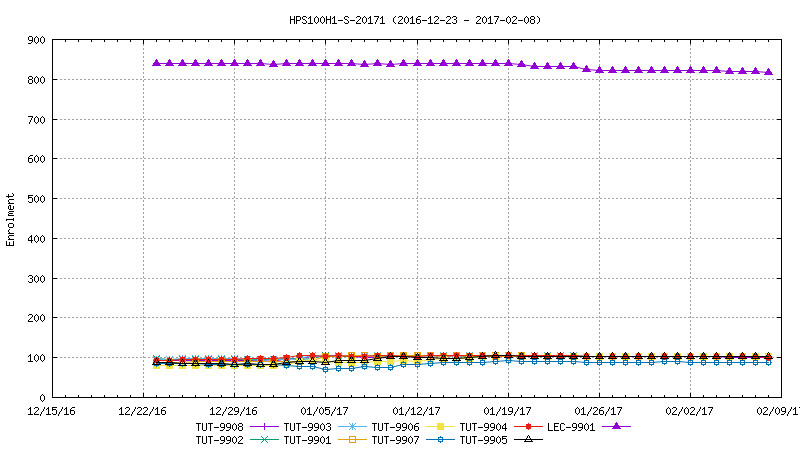 HPS100H1-S-20171 (2016-12-23 - 2017-02-08)
900
800
700
600
500
400
300
200
100
0
Enrolment
12/15/16 12/22/16 12/29/16 01/05/17 01/12/17 01/19/17 01/26/17 02/02/17 02/09/17
TUT-9908 TUT-9903 TUT-9906 TUT-9904 LEC-9901
TUT-9902 TUT-9901 TUT-9907 TUT-9905